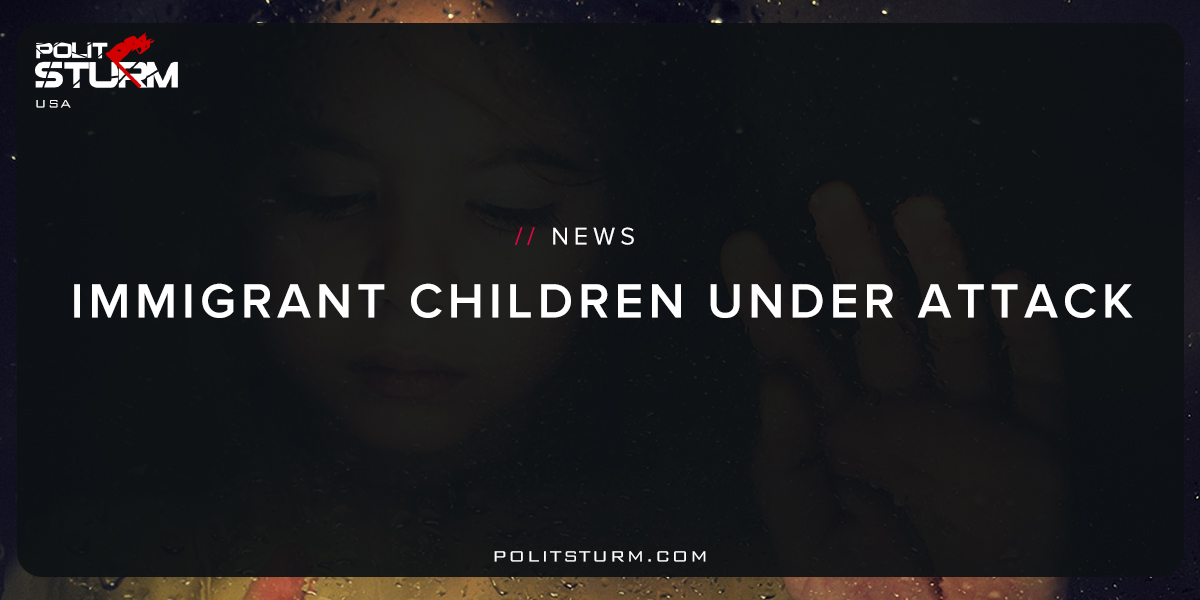 POLIT
STURM
USA
// NEWS
IMMIGRANT CHILDREN UNDER ATTACK
POLITSTURM.COM